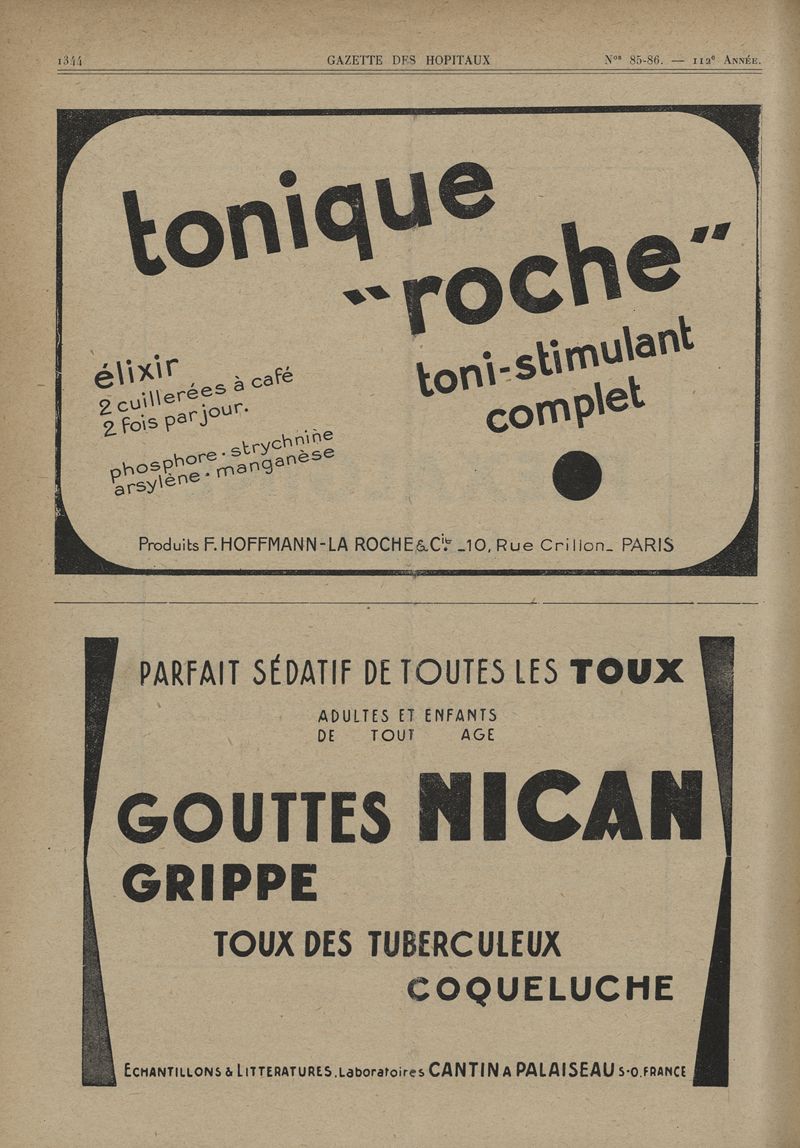 1344
GAZETTE DES HOPITAUX
Nos 85-86. — 112e ANNÉE.
tonique
"roche"
élixir
2 cuillerées à café
2 fois par jour.
phosphore · strychnine
arsylène · manganèse
toni-stimulant
complet
Produits F. HOFFMANN-LA ROCHE & Cie _10, Rue Crillon_ PARIS
PARFAIT SÉDATIF DE TOUTES LES TOUX
ADULTES ET ENFANTS
DE TOUT AGE
GOUTTES NICAN
GRIPPE
TOUX DES TUBERCULEUX
COQUELUCHE
ECHANTILLONS & LITTERATURES. Laboratoires CANTIN A PALAISEAU S-O. FRANCE